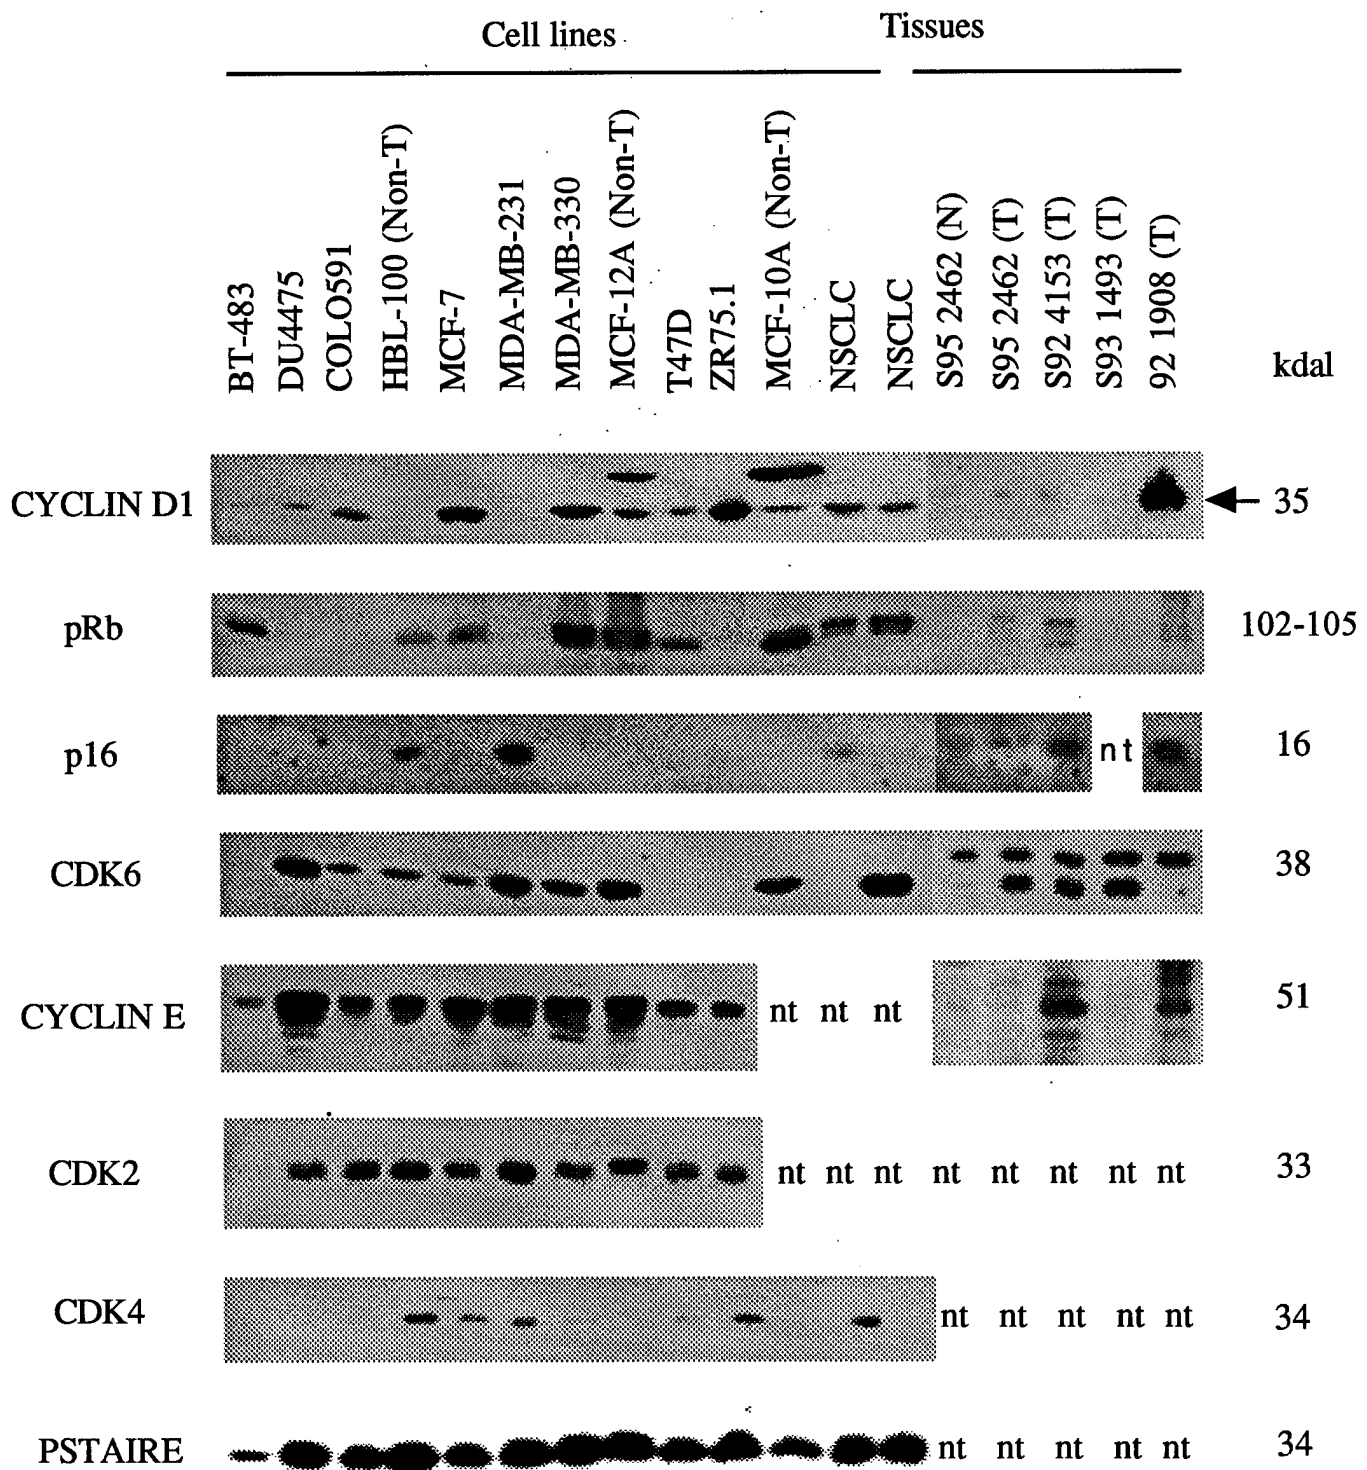 Cell lines
Tissues
BT-483
DU4475
COLO591
HBL-100 (Non-T)
MCF-7
MDA-MB-231
MDA-MB-330
MCF-12A (Non-T)
T47D
ZR75.1
MCF-10A (Non-T)
NSCLC
NSCLC
S95 2462 (N)
S95 2462 (T)
S92 4153 (T)
S93 1493 (T)
92 1908 (T)
kdal
CYCLIN D1 35
pRb 102-105
p16 nt 16
CDK6 38
CYCLIN E nt nt nt 51
CDK2 nt nt nt nt nt nt nt nt 33
CDK4 nt nt nt nt nt 34
PSTAIRE nt nt nt nt nt 34